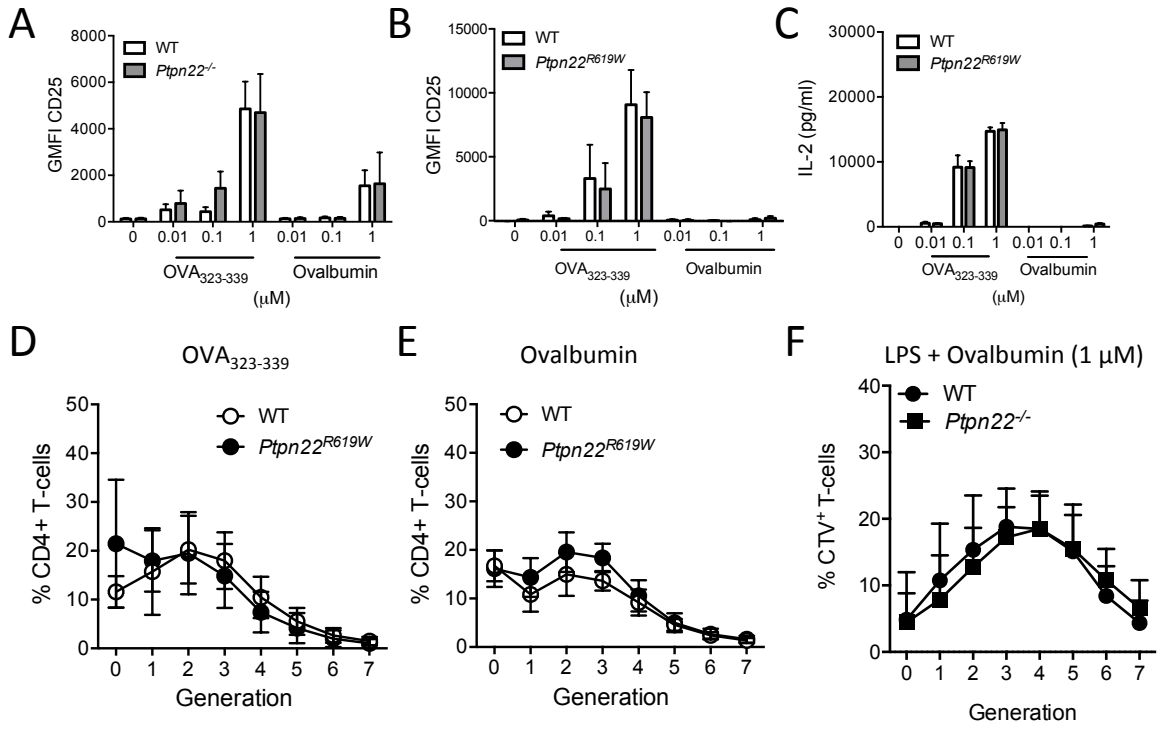 A
8000
6000
4000
2000
0
GMFI CD25
WT
Ptpn22-/-
0 0.01 0.1 1 0.01 0.1 1
OVA323-339 Ovalbumin
(μM)
B
15000
10000
5000
0
GMFI CD25
WT
Ptpn22R619W
0 0.01 0.1 1 0.01 0.1 1
OVA323-339 Ovalbumin
(μM)
C
30000
20000
10000
0
IL-2 (pg/ml)
WT
Ptpn22R619W
0 0.01 0.1 1 0.01 0.1 1
OVA323-339 Ovalbumin
(μM)
D
OVA323-339
50
40
30
20
10
0
% CD4+ T-cells
WT
Ptpn22R619W
0 1 2 3 4 5 6 7
Generation
E
Ovalbumin
50
40
30
20
10
0
% CD4+ T-cells
WT
Ptpn22R619W
0 1 2 3 4 5 6 7
Generation
F
LPS + Ovalbumin (1 μM)
40
30
20
10
0
% CTV+ T-cells
WT
Ptpn22-/-
0 1 2 3 4 5 6 7
Generation